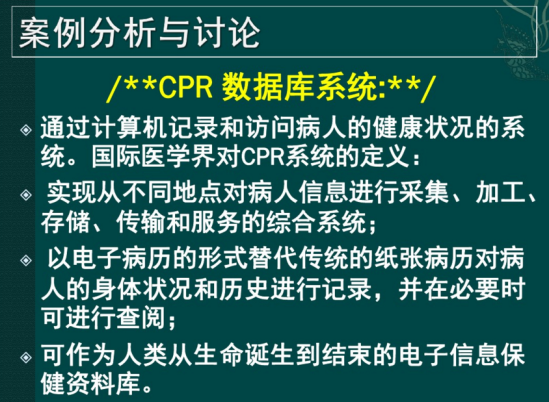 案例分析与讨论
/**CPR 数据库系统:**/
通过计算机记录和访问病人的健康状况的系
统。国际医学界对CPR系统的定义：
实现从不同地点对病人信息进行采集、加工、
存储、传输和服务的综合系统；
以电子病历的形式替代传统的纸张病历对病
人的身体状况和历史进行记录，并在必要时
可进行查阅；
可作为人类从生命诞生到结束的电子信息保
健资料库。